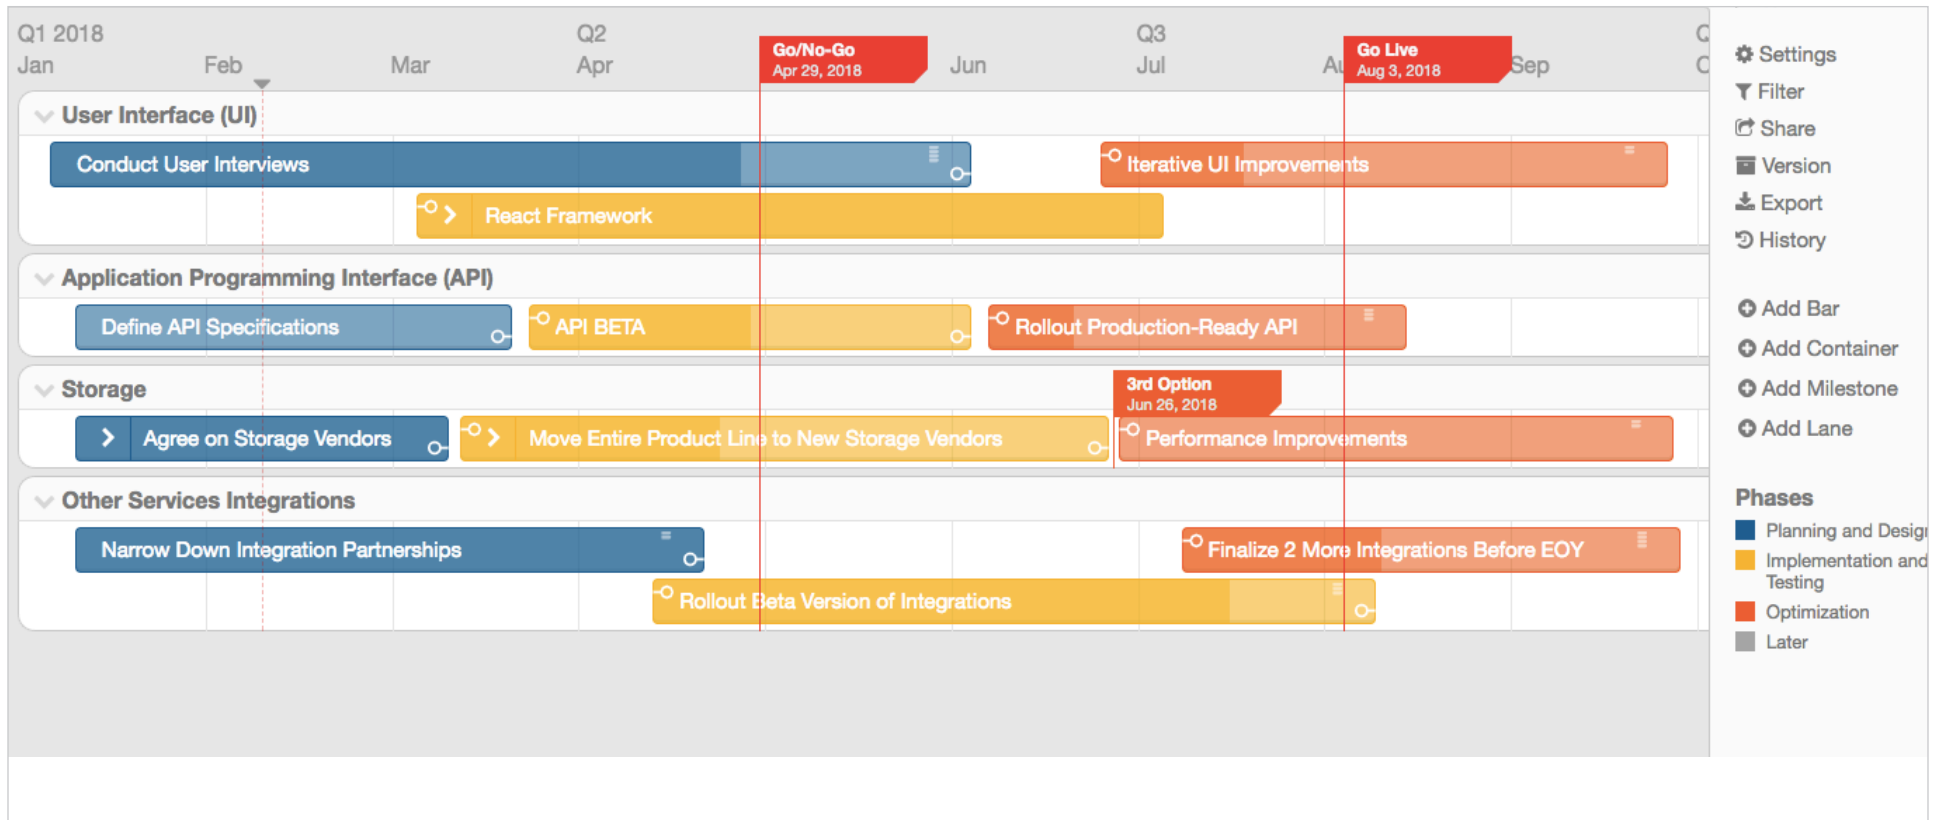 Q1 2018
Q2
Q3
Q
Jan
Feb
Mar
Apr
Jun
Jul
Au
Sep
Go/No-Go
Apr 29, 2018
Go Live
Aug 3, 2018
User Interface (UI)
Conduct User Interviews
Iterative UI Improvements
React Framework
Application Programming Interface (API)
Define API Specifications
API BETA
Rollout Production-Ready API
Storage
3rd Option
Jun 26, 2018
Agree on Storage Vendors
Move Entire Product Line to New Storage Vendors
Performance Improvements
Other Services Integrations
Narrow Down Integration Partnerships
Finalize 2 More Integrations Before EOY
Rollout Beta Version of Integrations
Settings
Filter
Share
Version
Export
History
Add Bar
Add Container
Add Milestone
Add Lane
Phases
Planning and Desig
Implementation and
Testing
Optimization
Later